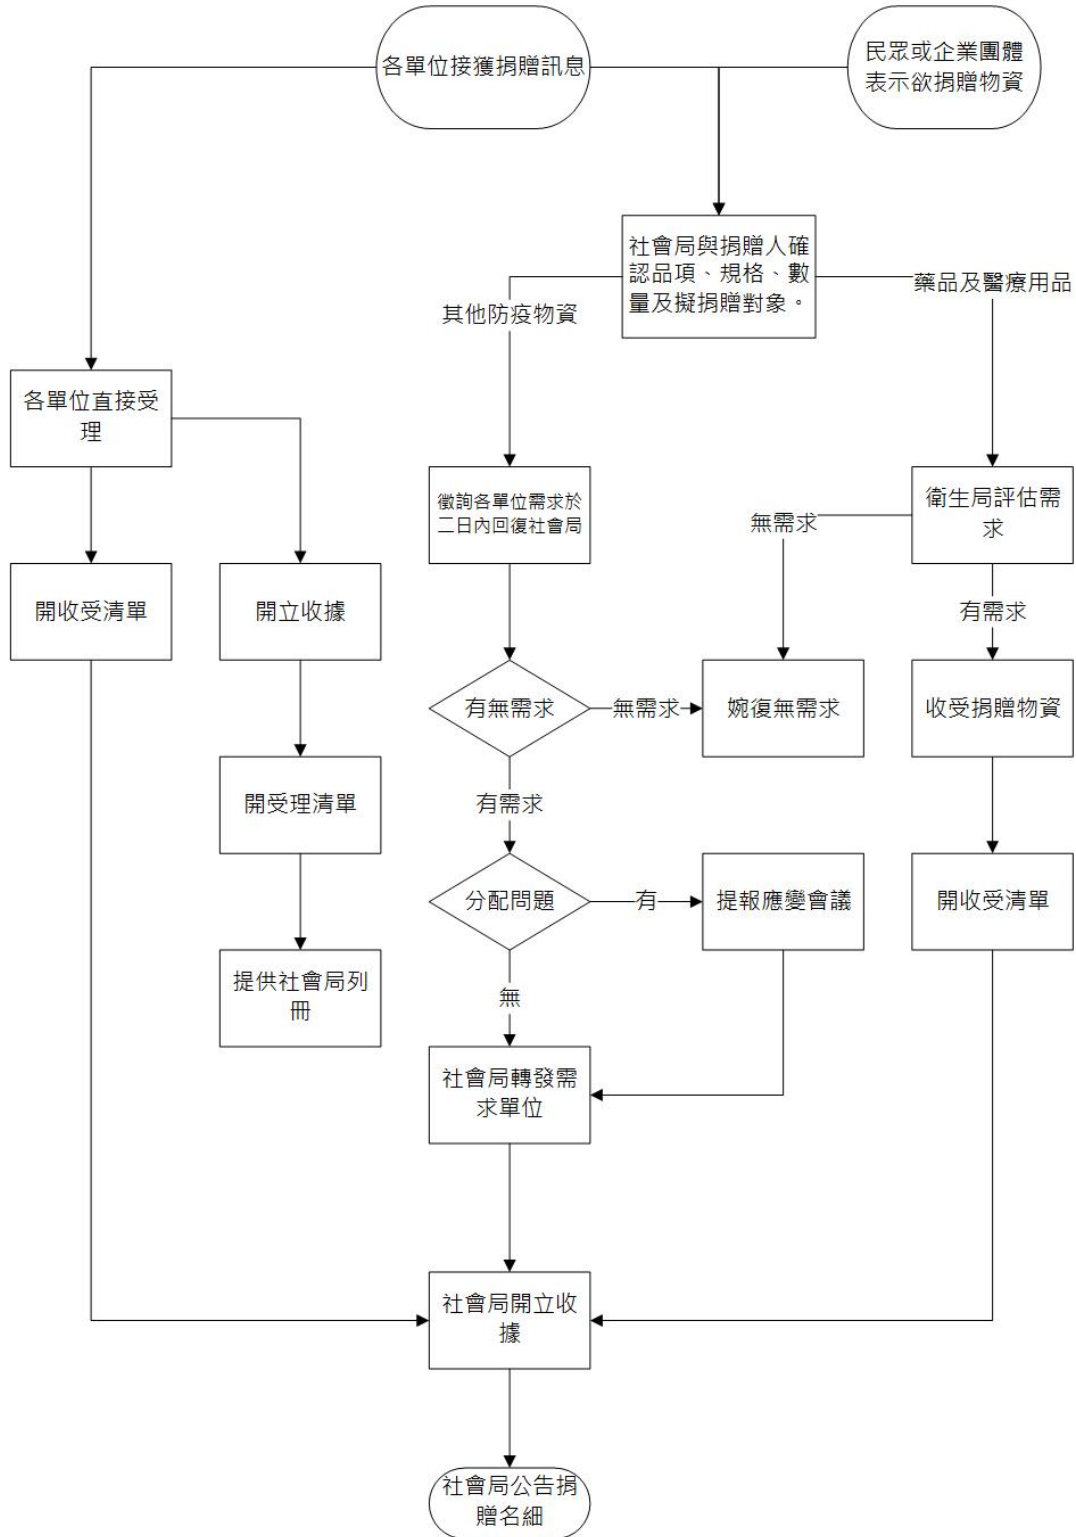 各單位接獲捐贈訊息
民眾或企業團體
表示欲捐贈物資
社會局與捐贈人確
認品項、規格、數
量及擬捐贈對象。
其他防疫物資
藥品及醫療用品
各單位直接受
理
徵詢各單位需求於
二日內回復社會局
衛生局評估需
求
無需求
開收受清單
開立收據
有需求
有無需求
無需求
婉復無需求
收受捐贈物資
開受理清單
有需求
分配問題
有
提報應變會議
開收受清單
提供社會局列
冊
無
社會局轉發需
求單位
社會局開立收
據
社會局公告捐
贈名細